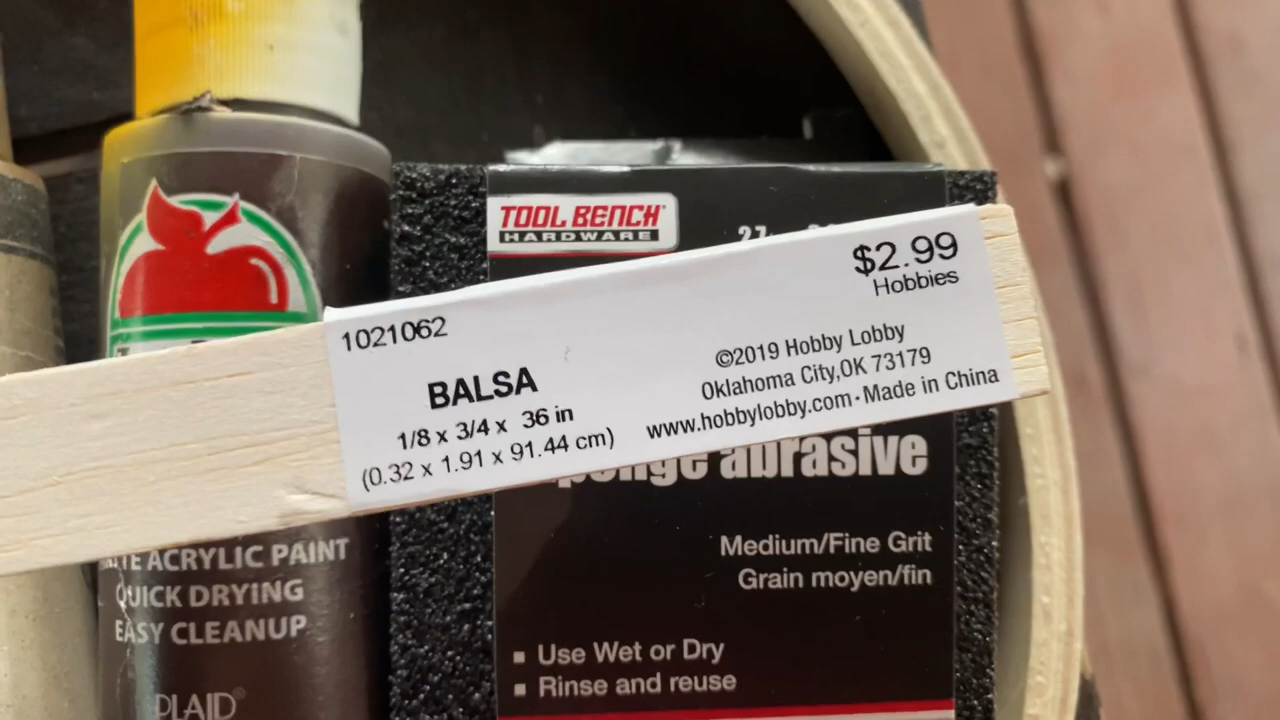 TOOL BENCH
HARDWARE
$2.99
Hobbies
1021062
BALSA
1/8 x 3/4 x 36 in
(0.32 x 1.91 x 91.44 cm)
©2019 Hobby Lobby
Oklahoma City,OK 73179
www.hobbylobby.com • Made in China
abrasive
Medium/Fine Grit
Grain moyen/fin
▪ Use Wet or Dry
▪ Rinse and reuse
ACRYLIC PAINT
QUICK DRYING
EASY CLEANUP
PLAID®